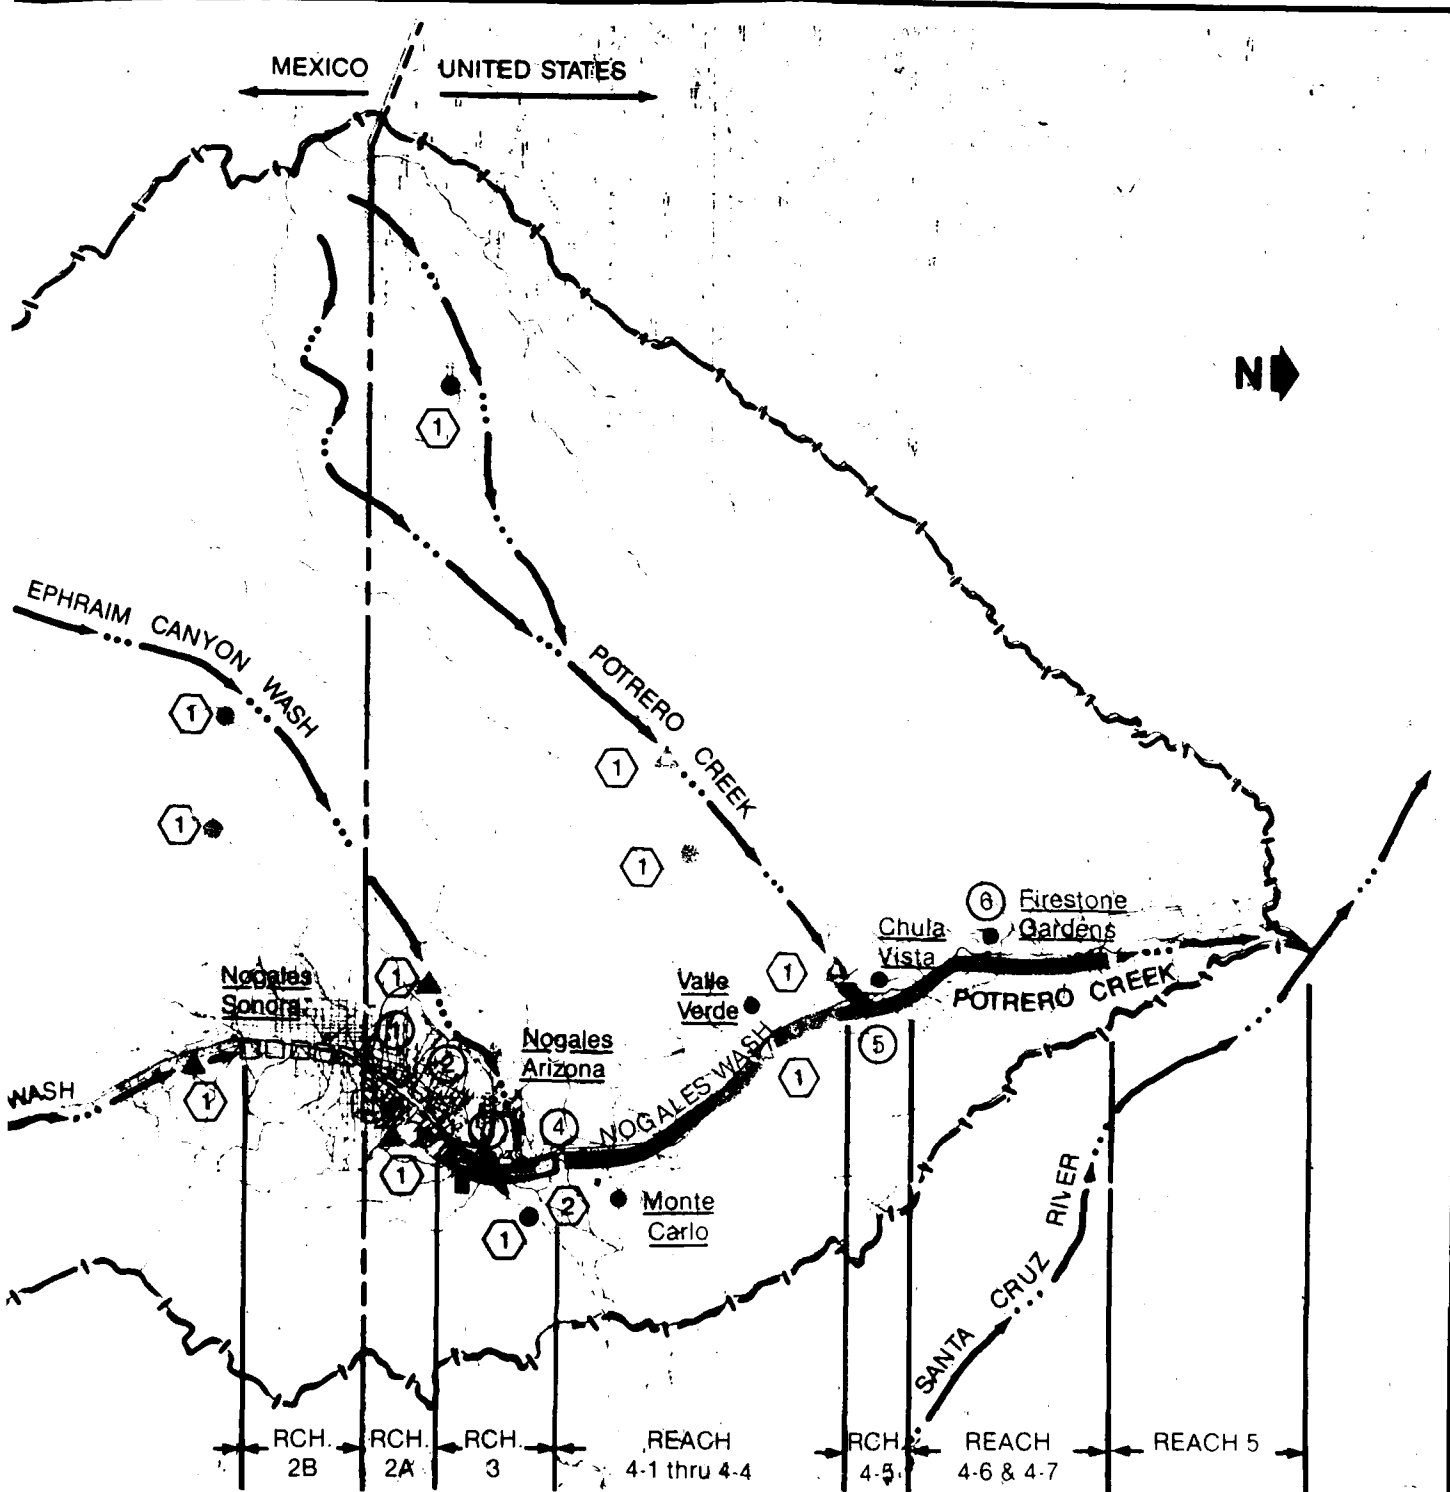 MEXICO
UNITED STATES
N
1
EPHRAIM CANYON WASH
1
POTRERO CREEK
1
1
1
6
Firestone
Gardens
Chula
Vista
1
Valle
Verde
POTRERO CREEK
Nogales
Sonora
1
1
2
Nogales
Arizona
5
1
NOGALES WASH
WASH
1
4
1
2
Monte
Carlo
1
SANTA CRUZ RIVER
RCH.
2B
RCH.
2A
RCH.
3
REACH
4-1 thru 4-4
RCH.
4-5
REACH
4-6 & 4-7
REACH 5